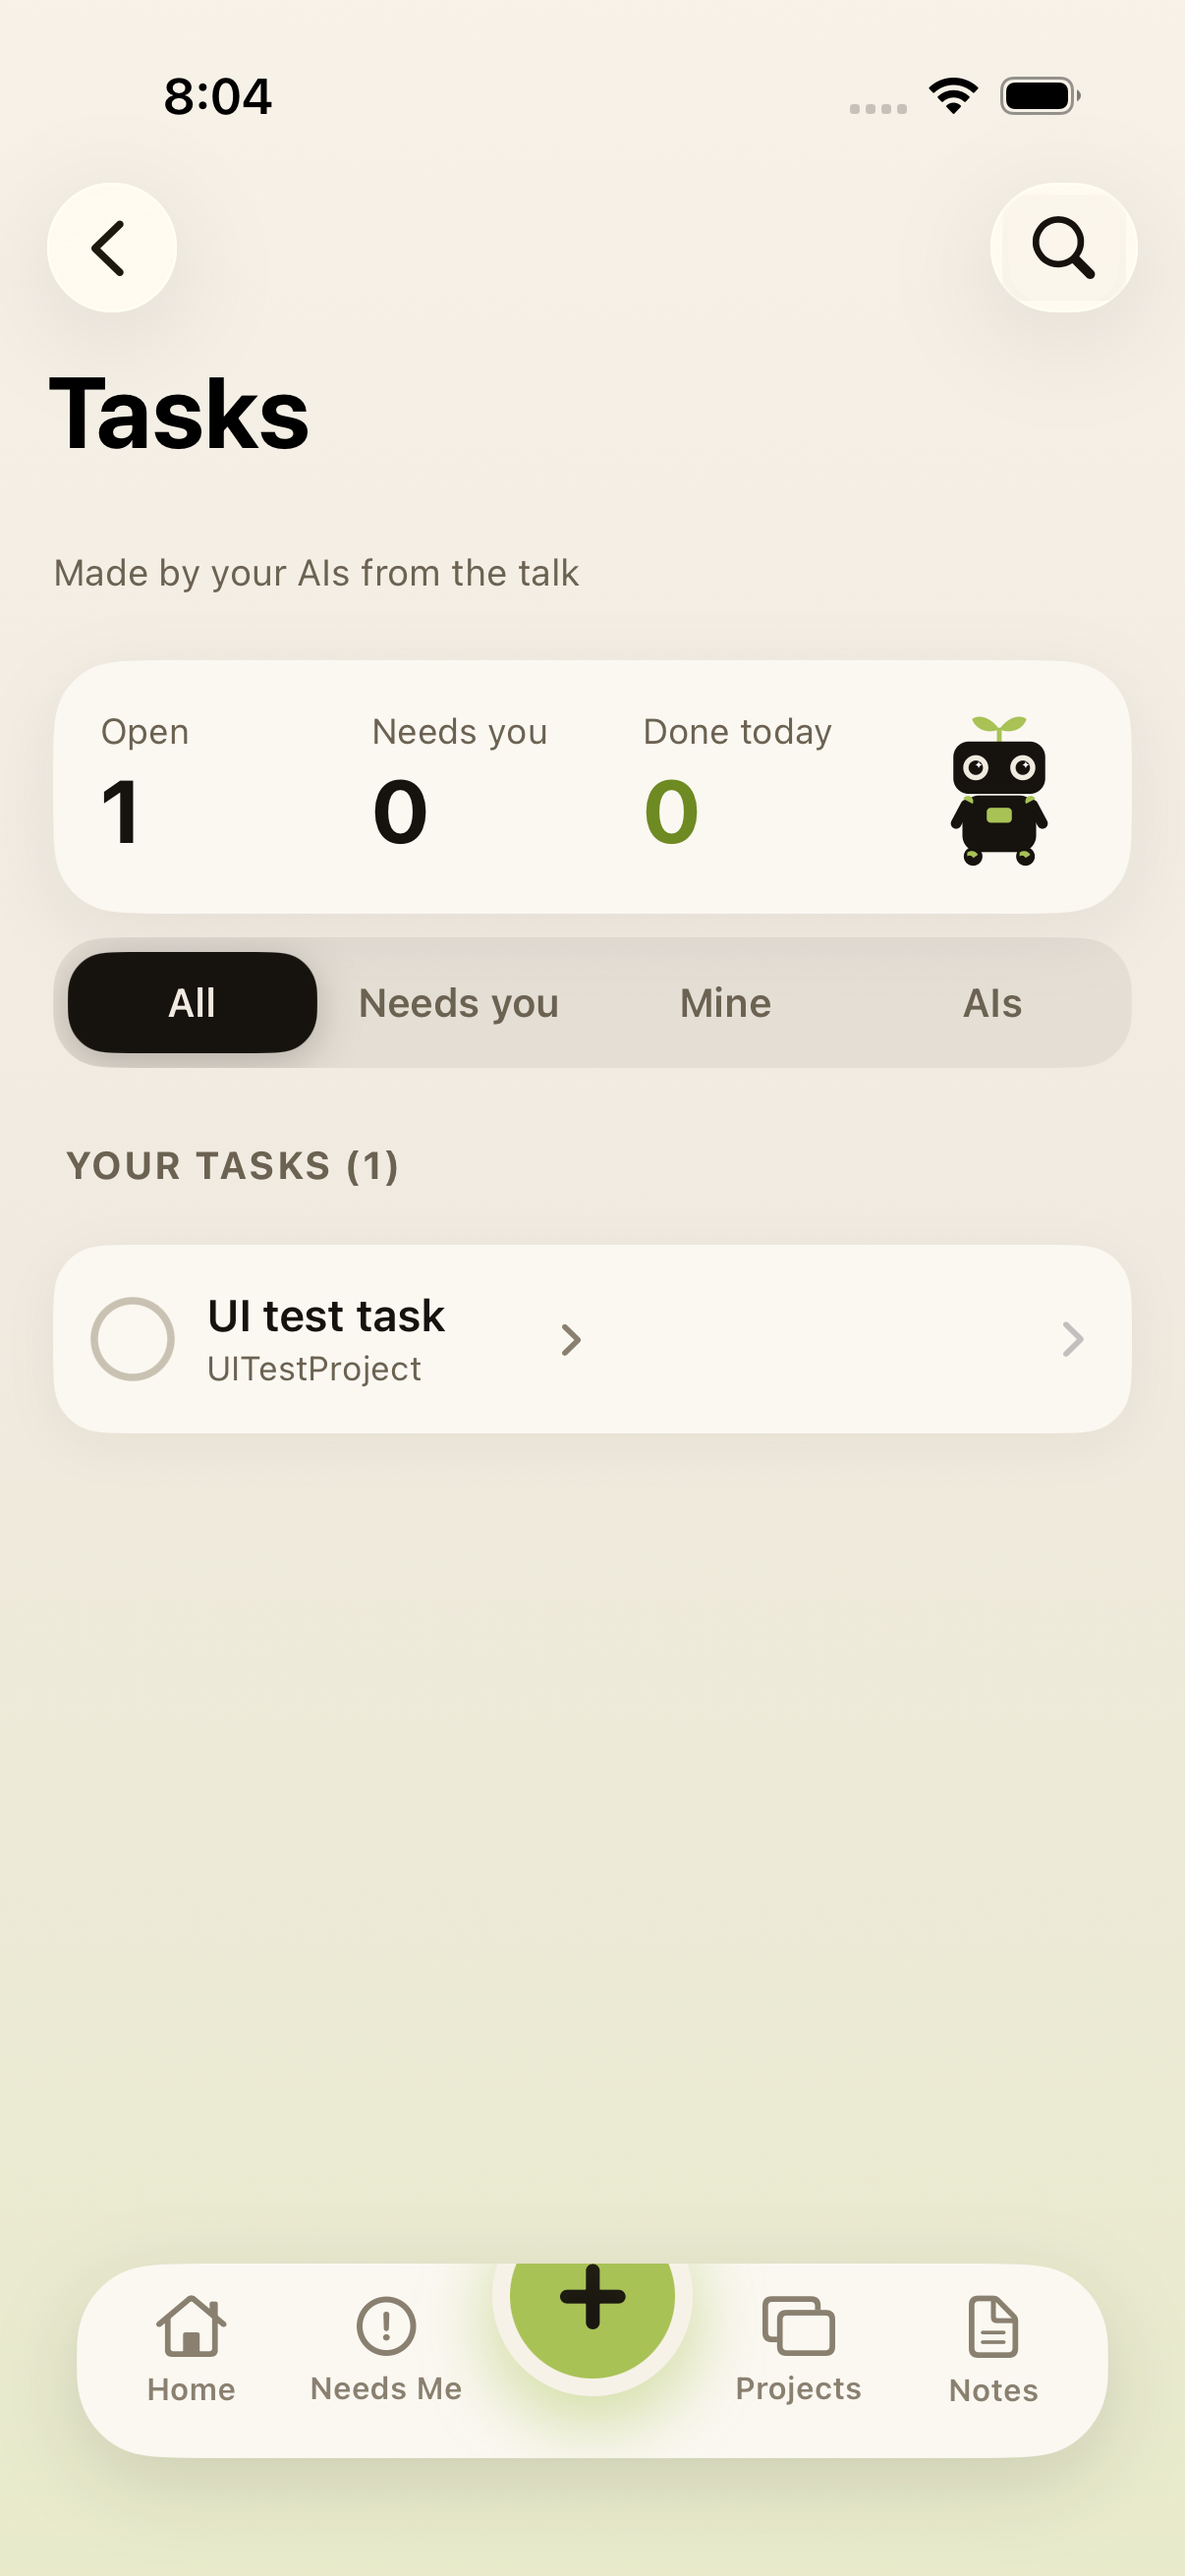 8:04
Tasks
Made by your AIs from the talk
Open Needs you Done today
1 0 0
All Needs you Mine AIs
YOUR TASKS (1)
UI test task
UITestProject
Home Needs Me Projects Notes